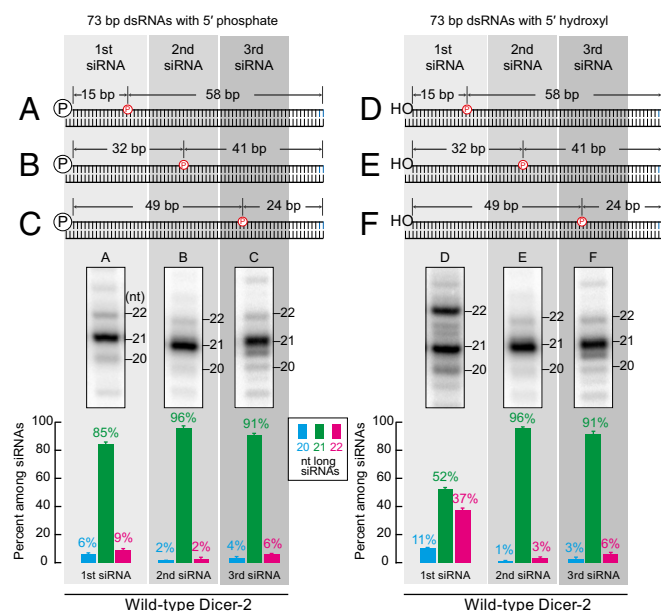 73 bp dsRNAs with 5′ phosphate
1st siRNA
2nd siRNA
3rd siRNA
15 bp
58 bp
A
P
P
32 bp
41 bp
B
P
P
49 bp
24 bp
C
P
P
A
B
C
(nt)
–22
–21
–20
–22
–21
–20
–22
–21
–20
Percent among siRNAs
100
80
60
40
20
0
6%
85%
9%
2%
96%
2%
4%
91%
6%
1st siRNA
2nd siRNA
3rd siRNA
Wild-type Dicer-2
20 21 22
nt long
siRNAs
73 bp dsRNAs with 5′ hydroxyl
1st siRNA
2nd siRNA
3rd siRNA
15 bp
58 bp
D
HO
P
32 bp
41 bp
E
HO
P
49 bp
24 bp
F
HO
P
D
E
F
–22
–21
–20
–22
–21
–20
–22
–21
–20
Percent among siRNAs
100
80
60
40
20
0
11%
52%
37%
1%
96%
3%
3%
91%
6%
1st siRNA
2nd siRNA
3rd siRNA
Wild-type Dicer-2